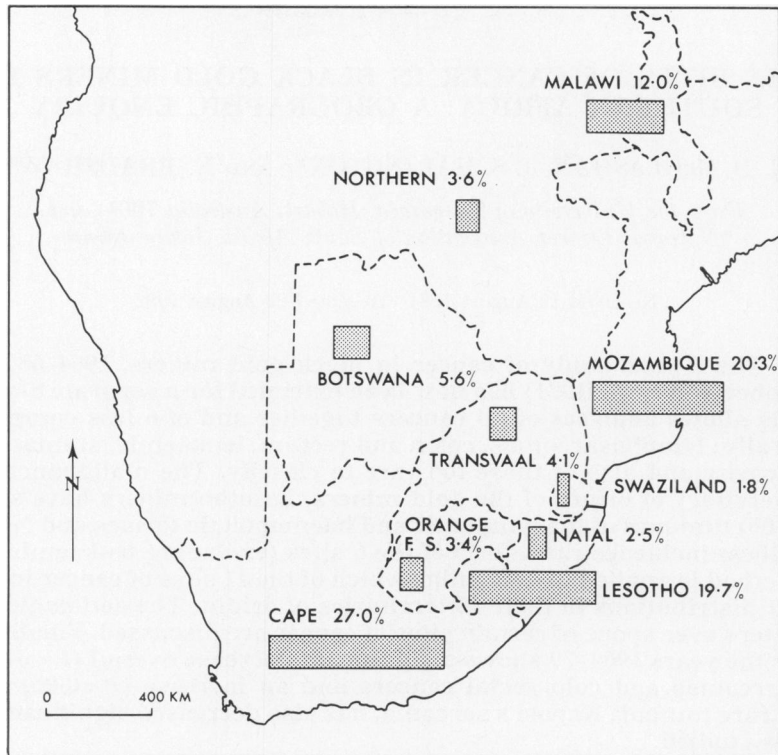 MALAWI 12·0%
NORTHERN 3·6%
MOZAMBIQUE 20·3%
BOTSWANA 5·6%
TRANSVAL 4·1%
SWAZILAND 1·8%
N
ORANGE
F. S. 3·4%
NATAL 2·5%
LESOTHO 19·7%
CAPE 27·0%
0 400 KM